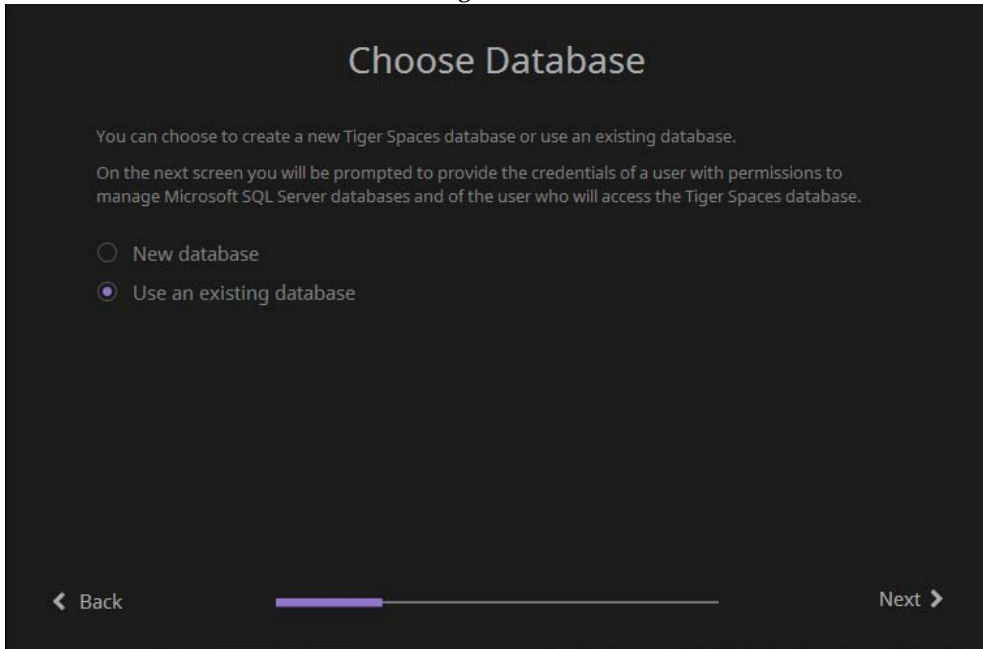 Choose Database
You can choose to create a new Tiger Spaces database or use an existing database.
On the next screen you will be prompted to provide the credentials of a user with permissions to
manage Microsoft SQL Server databases and of the user who will access the Tiger Spaces database.
New database
Use an existing database
Back
Next